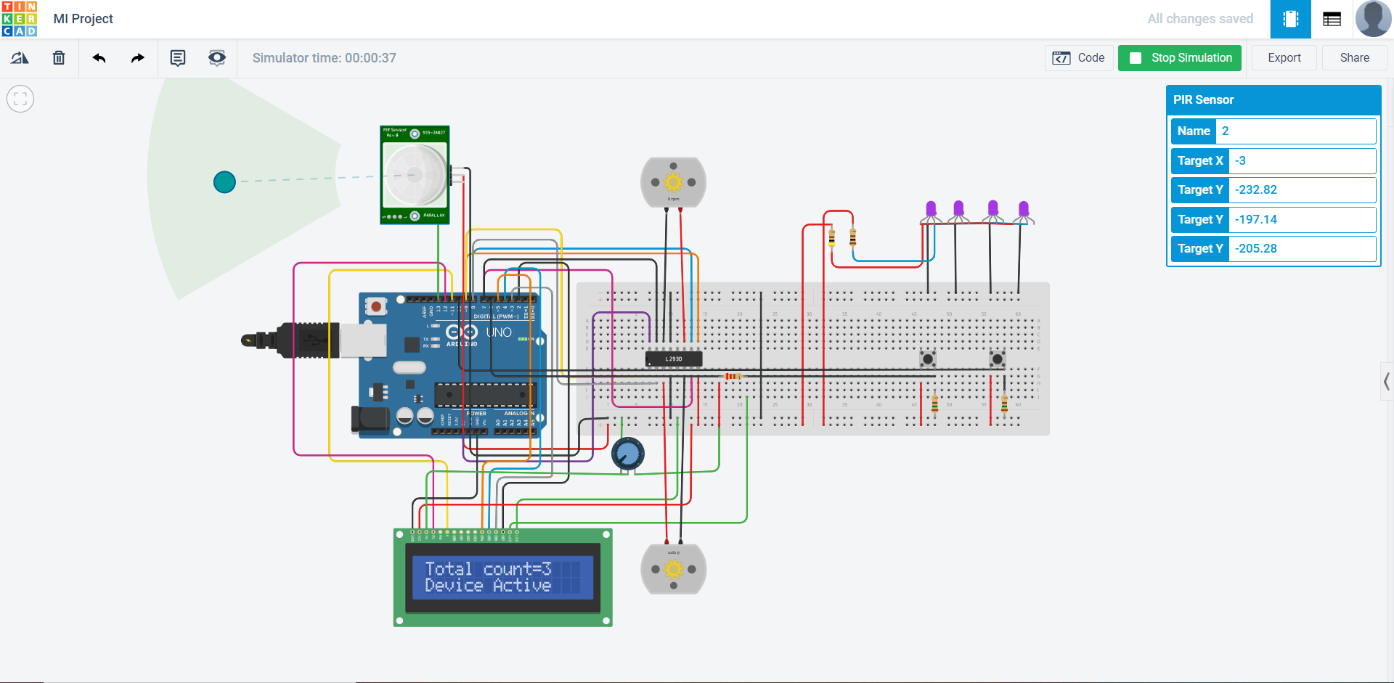 TIN
KER
CAD
MI Project
All changes saved
Simulator time: 00:00:37
Code
Stop Simulation
Export
Share
PIR Sensor
Name 2
Target X -3
Target Y -232.82
Target Y -197.14
Target Y -205.28
PARALLAX
DIGITAL (PWM~)
UNO
ARDUINO
POWER
ANALOG IN
L293D
Total count=3
Device Active